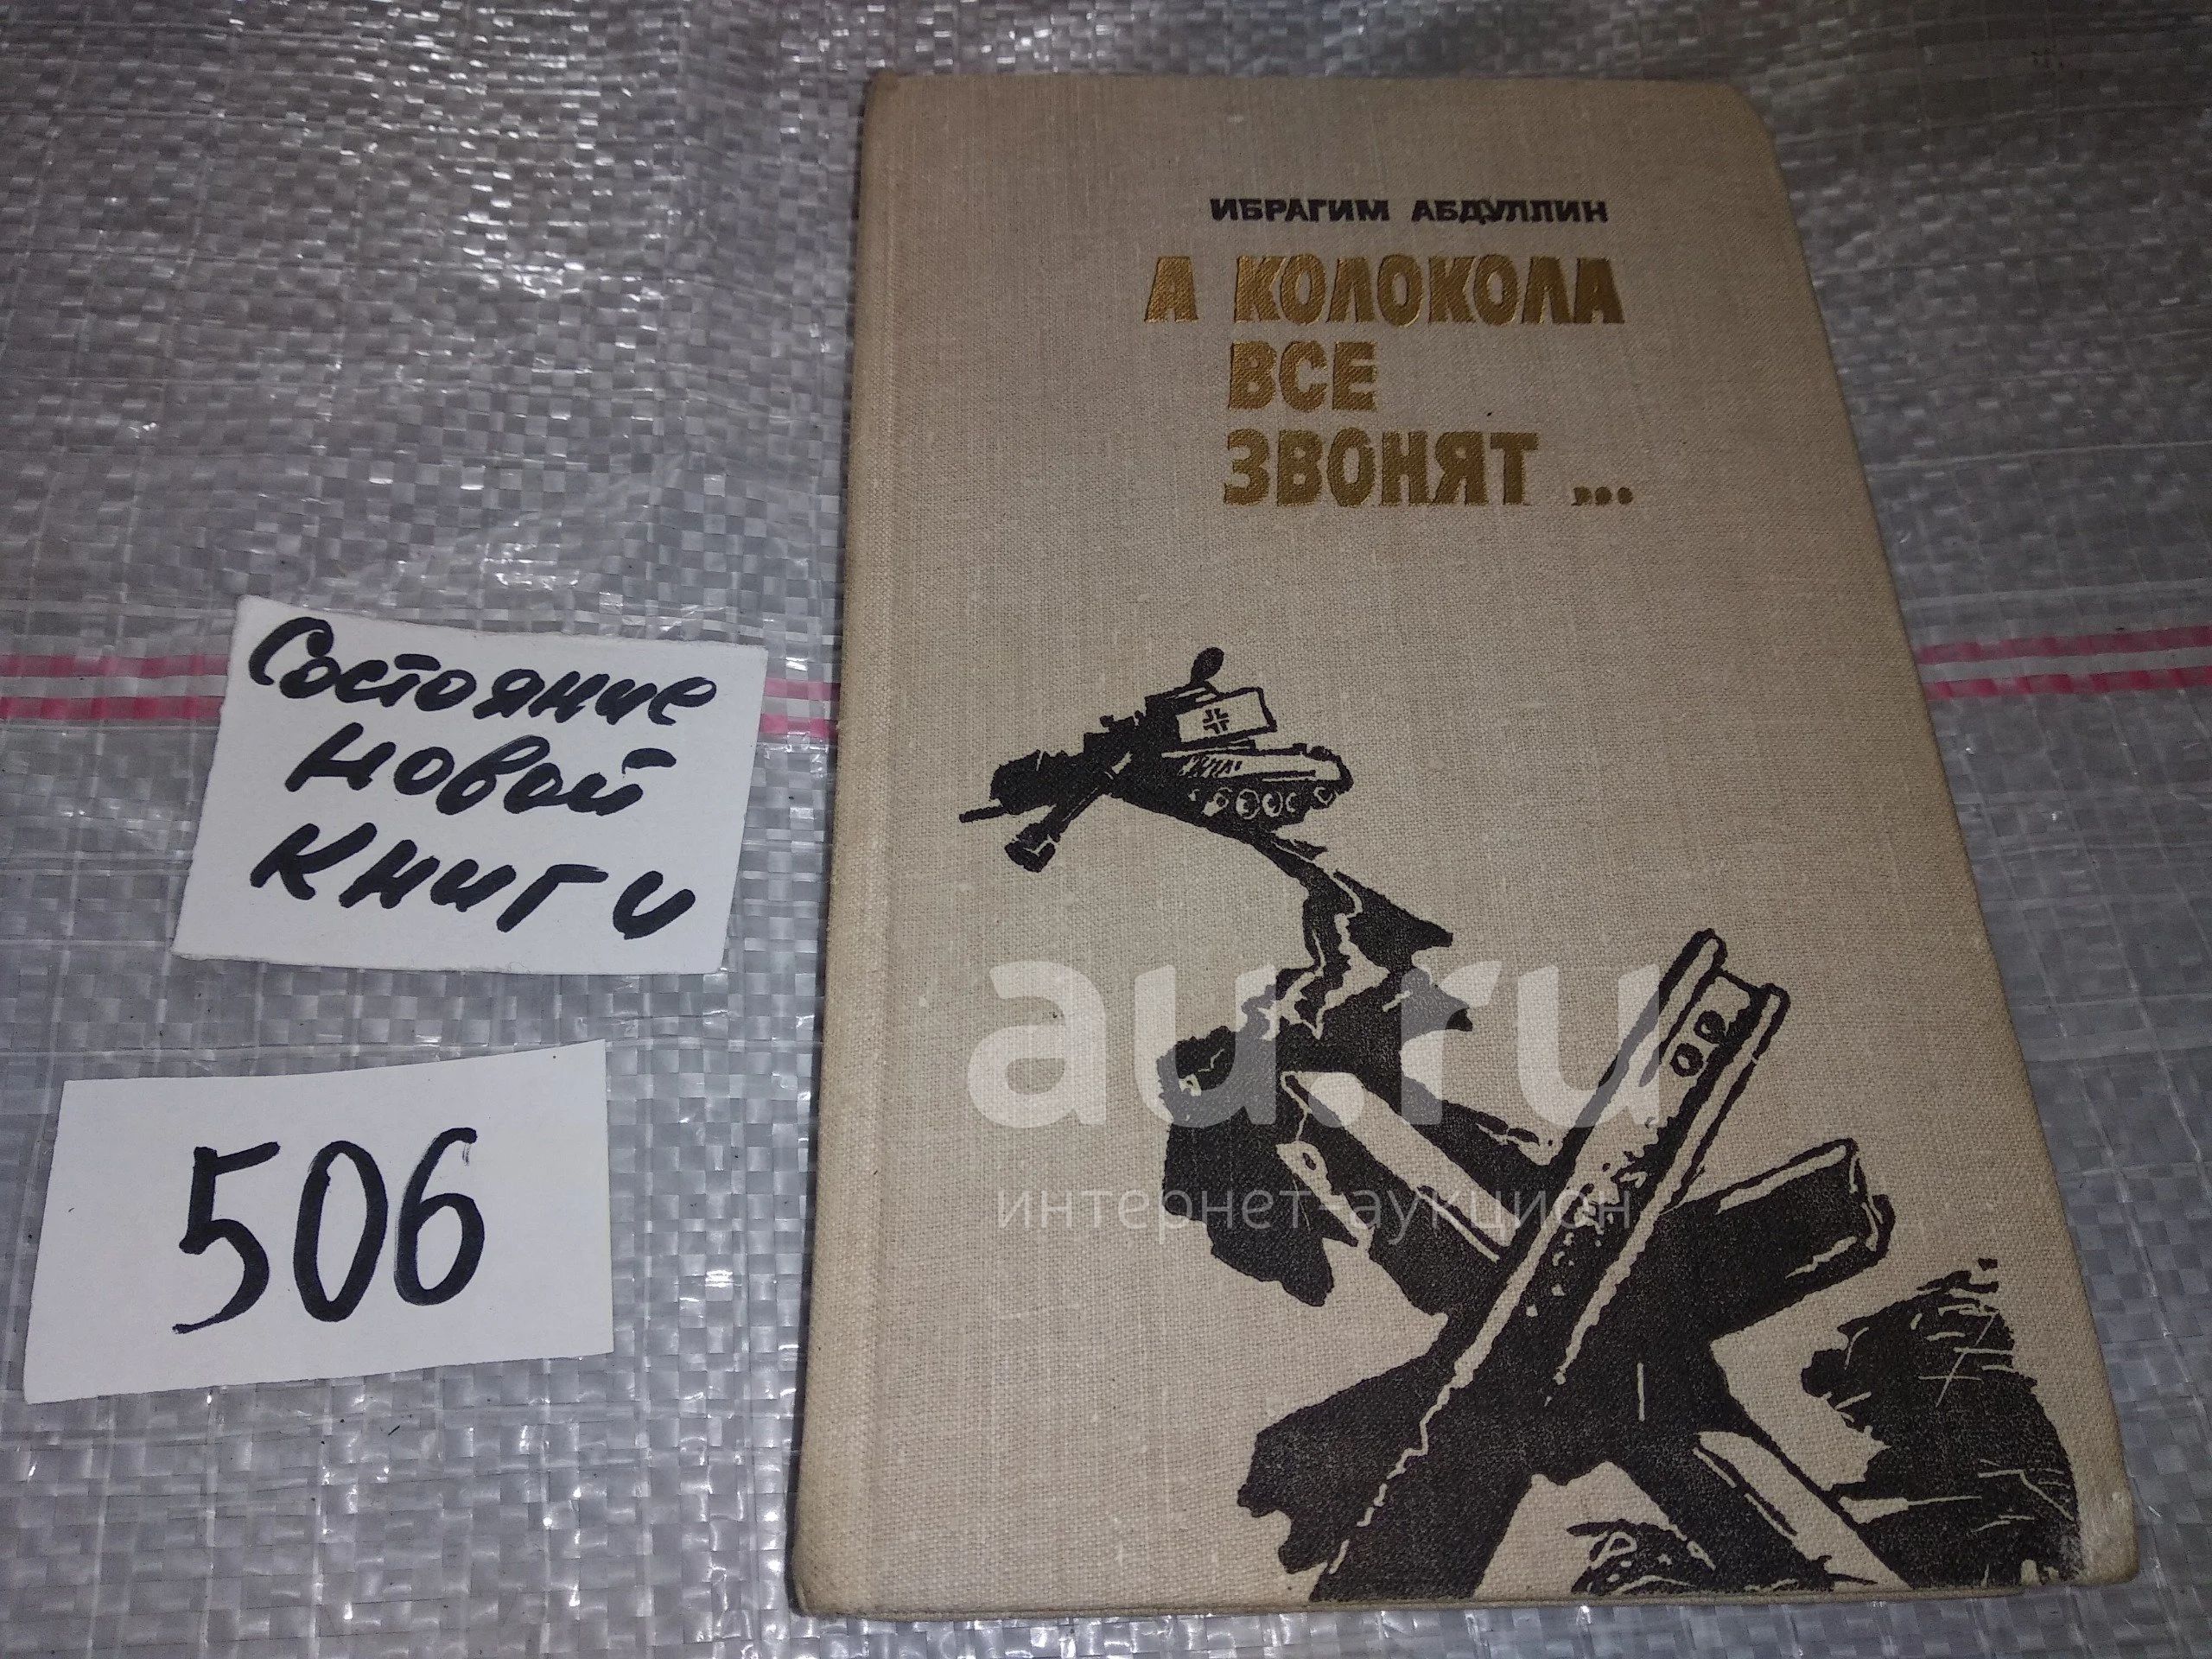 ИБРАГИМ АБДУЛЛИН
А КОЛОКОЛА
ВСЕ
ЗВОНЯТ ...
Состояние
новой
книги
506
au.ru
интернет-аукцион